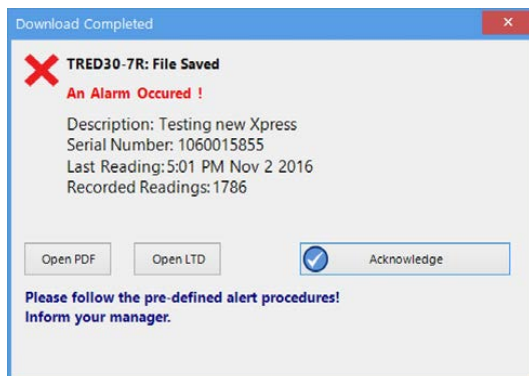 Download Completed
TRED30-7R: File Saved
An Alarm Occured !
Description: Testing new Xpress
Serial Number: 1060015855
Last Reading: 5:01 PM Nov 2 2016
Recorded Readings: 1786
Open PDF
Open LTD
Acknowledge
Please follow the pre-defined alert procedures!
Inform your manager.